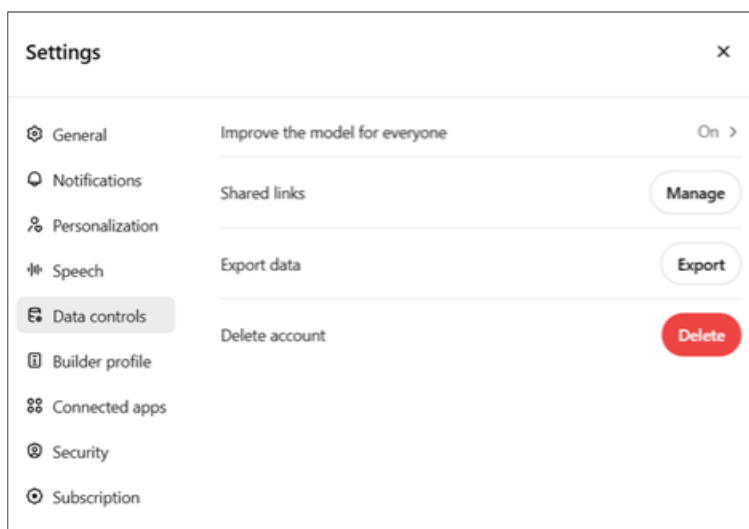 Settings
General
Notifications
Personalization
Speech
Data controls
Builder profile
Connected apps
Security
Subscription
Improve the model for everyone On
Shared links Manage
Export data Export
Delete account Delete